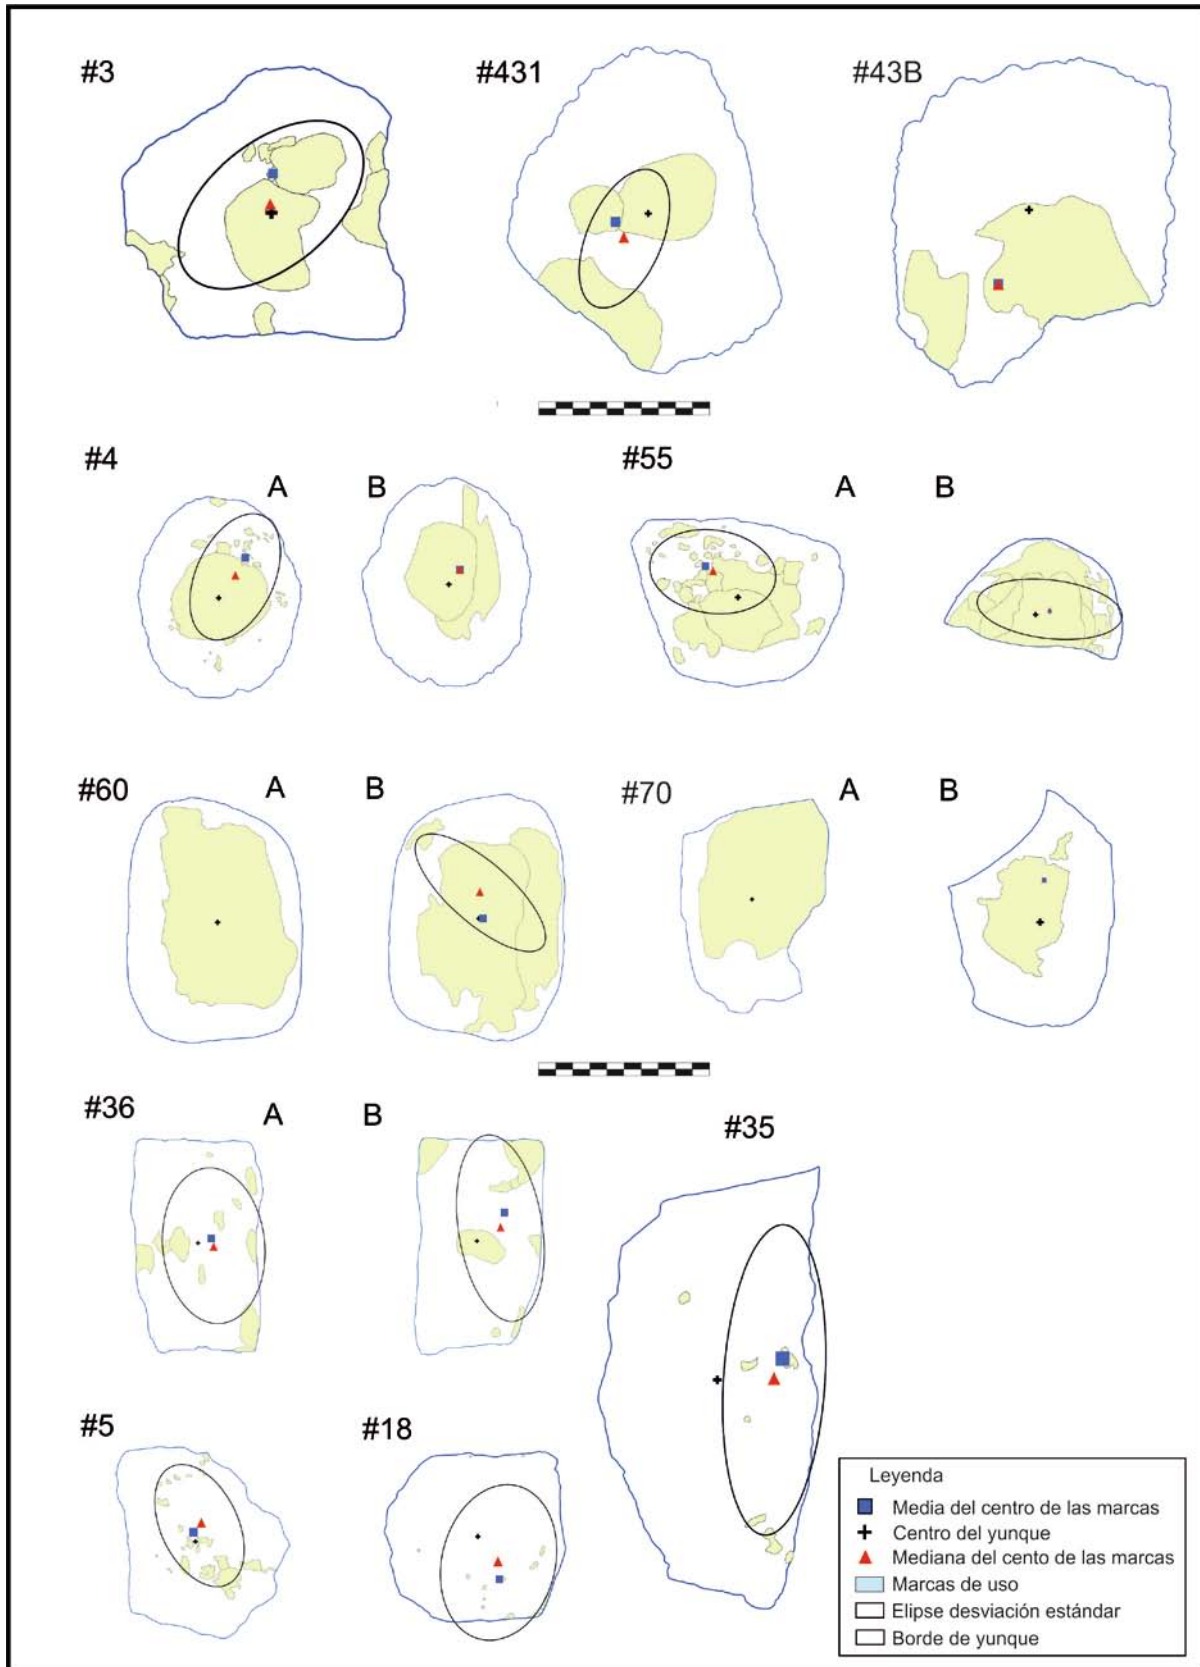 #3
#431
#43B
#4
A
B
#55
A
B
#60
A
B
#70
A
B
#36
A
B
#35
#5
#18
Leyenda
Media del centro de las marcas
Centro del yunque
Mediana del cento de las marcas
Marcas de uso
Elipse desviación estándar
Borde de yunque